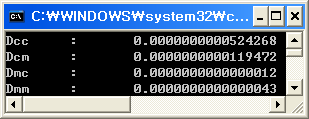 C:₩WINDOWS₩system32₩c...
Dcc : 0.0000000000524268
Dcm : 0.0000000000119472
Dmc : 0.0000000000000012
Dmm : 0.0000000000000043